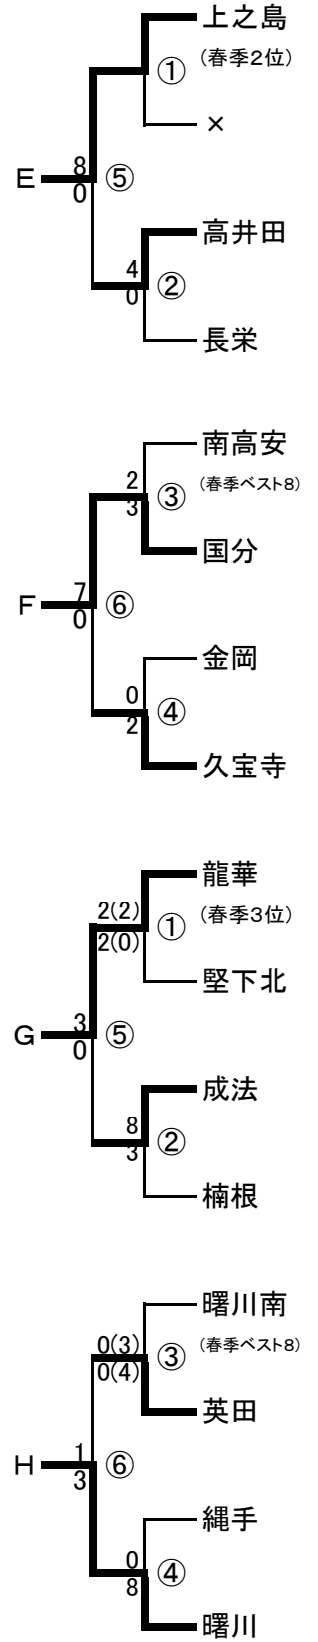 上之島
(春季2位)
①
×
E
8
0
⑤
高井田
4
0
②
長栄
南高安
(春季ベスト8)
2
3
③
国分
F
7
0
⑥
金岡
0
2
④
久宝寺
龍華
(春季3位)
2(2)
2(0)
①
堅下北
G
3
0
⑤
成法
8
3
②
楠根
曙川南
(春季ベスト8)
0(3)
0(4)
③
英田
H
1
3
⑥
縄手
0
8
④
曙川